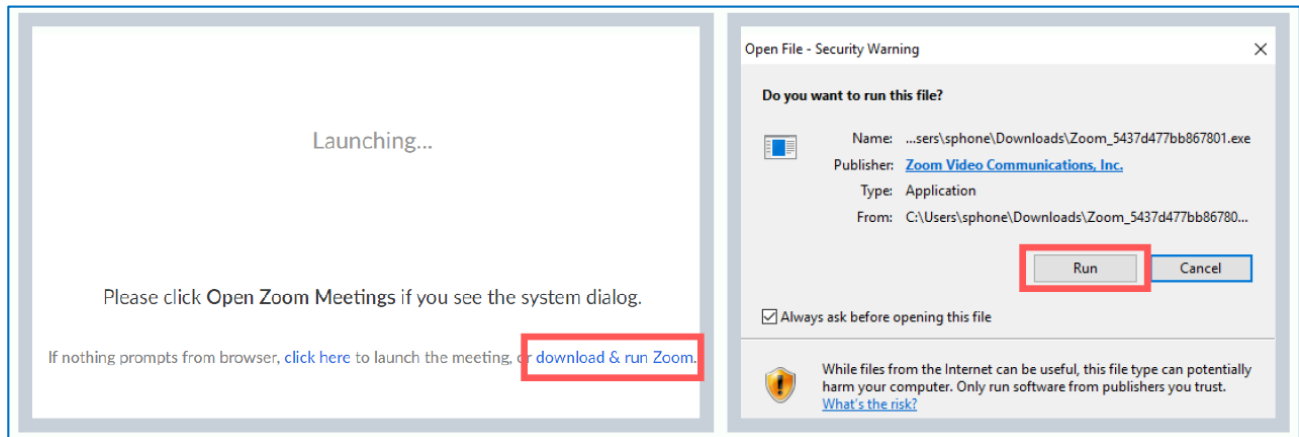 Launching...
Please click Open Zoom Meetings if you see the system dialog.
If nothing prompts from browser, click here to launch the meeting, or download & run Zoom.
Open File - Security Warning
Do you want to run this file?
Name: ...sers\sphone\Downloads\Zoom_5437d477bb867801.exe
Publisher: Zoom Video Communications, Inc.
Type: Application
From: C:\Users\sphone\Downloads\Zoom_5437d477bb86780...
Run Cancel
Always ask before opening this file
While files from the Internet can be useful, this file type can potentially
harm your computer. Only run software from publishers you trust.
What's the risk?